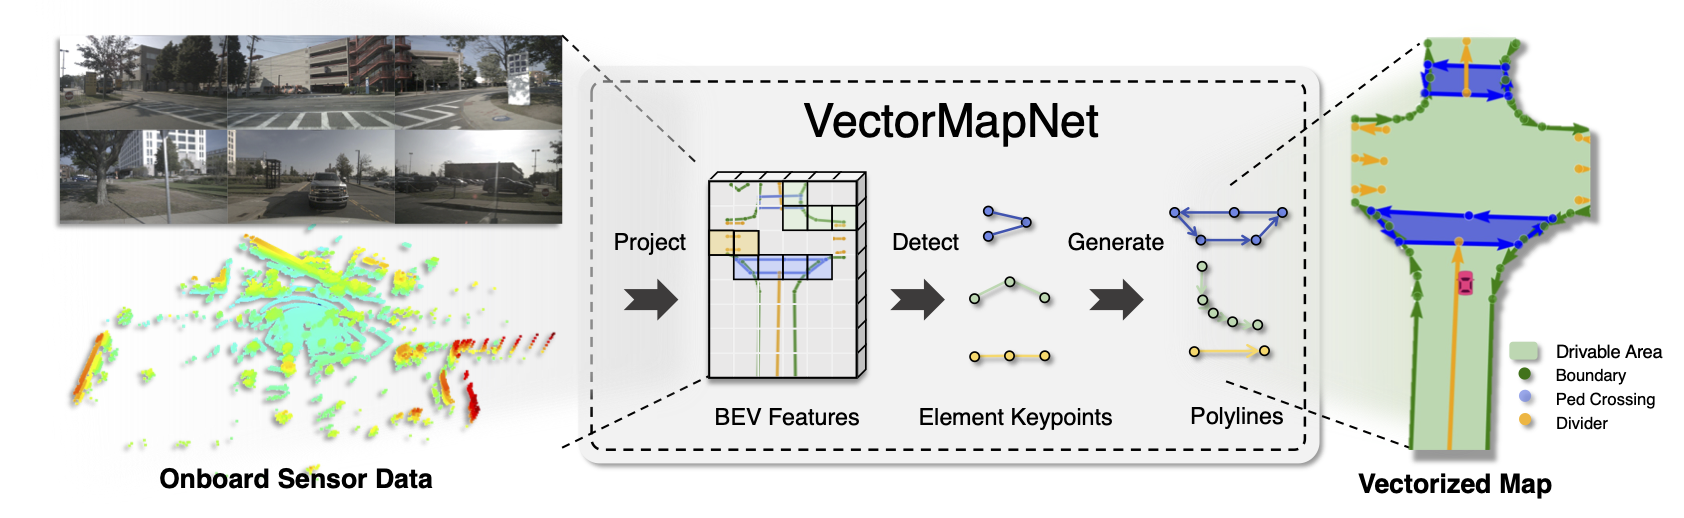 VectorMapNet
Project
Detect
Generate
BEV Features
Element Keypoints
Polylines
Onboard Sensor Data
Drivable Area
Boundary
Ped Crossing
Divider
Vectorized Map